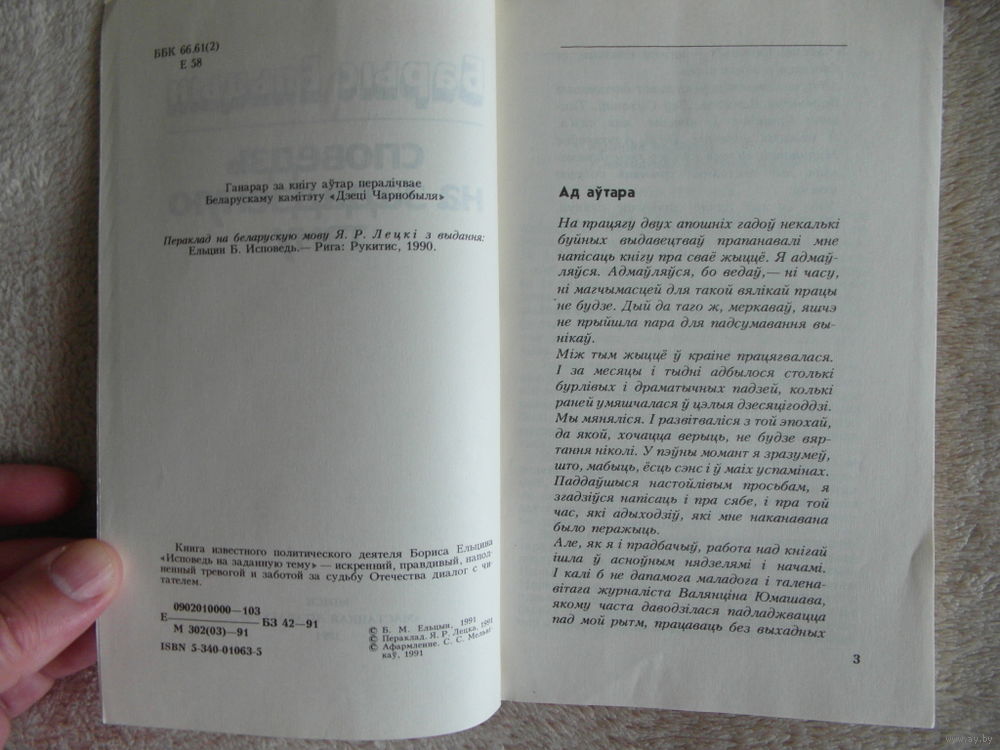 ББК 66.61(2)
Е 58
Ганарар за кнігу аўтар пералічвае
Беларускаму камітэту «Дзеці Чарнобыля»
Пераклад на беларускую мову Я. Р. Лецкі з выдання:
Ельцин Б. Исповедь.— Рига: Рукитис, 1990.
Книга известного политического деятеля Бориса Ельцина
«Исповедь на заданную тему» — искренний, правдивый, напол-
ненный тревогой и заботой за судьбу Отечества диалог с чи-
тателем.
0902010000—103
Е
БЗ 42—91
М 302(03)—91
ISBN 5-340-01063-5
© Б. М. Ельцын, 1991
© Пераклад. Я. Р. Лецка, 1991
© Афармленне. С. С. Мельян-
каў, 1991
Ад аўтара
На працягу двух апошніх гадоў некалькі
буйных выдавецтваў прапанавалі мне
напісаць кнігу пра сваё жыццё. Я адмаў-
ляўся. Адмаўляўся, бо ведаў,— ні часу,
ні магчымасцей для такой вялікай працы
не будзе. Дый да таго ж, меркаваў, яшчэ
не прыйшла пара для падсумавання вы-
нікаў.
Між тым жыццё ў краіне працягвалася.
І за месяцы і тыдні адбылося столькі
бурлівых і драматычных падзей, колькі
раней умяшчалася ў цэлыя дзесяцігоддзі.
Мы мяняліся. І развітваліся з той эпохай,
да якой, хочацца верыць, не будзе вяр-
тання ніколі. У пэўны момант я зразумеў,
што, мабыць, ёсць сэнс і ў маіх успамінах.
Паддаўшыся настойлівым просьбам, я
згадзіўся напісаць і пра сябе, і пра той
час, які адыходзіў, які мне наканавана
было перажыць.
Але, як я і прадбачыў, работа над кнігай
ішла ў асноўным нядзелямі і начамі.
І калі б не дапамога маладога і тале-
навітага журналіста Валянціна Юмашава,
якому часта даводзілася падладжвацца
пад мой рытм, працаваць без выхадных
3
www.ay.by